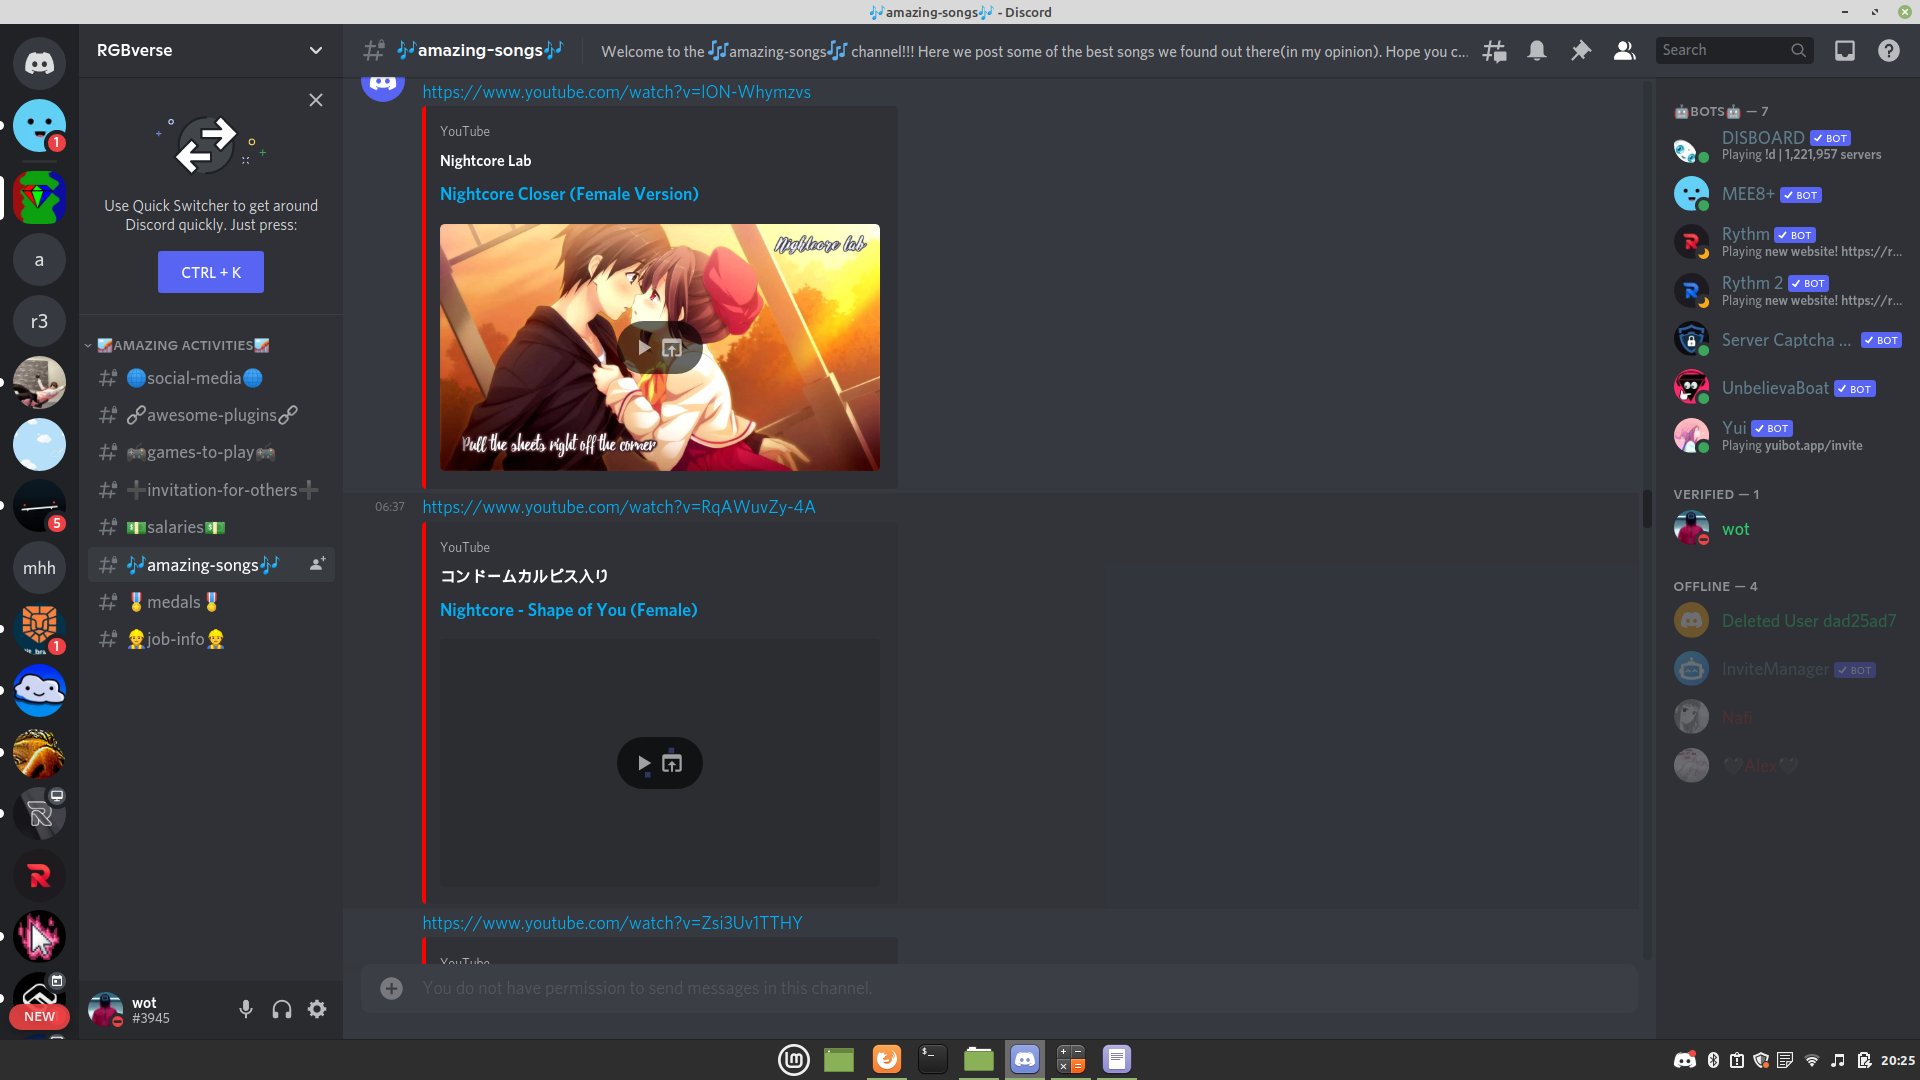 🎶amazing-songs🎶 - Discord
RGBverse
🎶amazing-songs🎶
Welcome to the 🎶amazing-songs🎶 channel!!! Here we post some of the best songs we found out there(in my opinion). Hope you c...
Search
1
a
r3
5
mhh
1
NEW
Use Quick Switcher to get around
Discord quickly. Just press:
CTRL + K
AMAZING ACTIVITIES
🌐social-media🌐
🔗awesome-plugins🔗
🎮games-to-play🎮
➕invitation-for-others➕
💵salaries💵
🎶amazing-songs🎶
🏅medals🏅
👷job-info👷
wot
#3945
https://www.youtube.com/watch?v=lON-Whymzvs
YouTube
Nightcore Lab
Nightcore Closer (Female Version)
Nightcore lab
Pull the sheets right off the corner
06:37
https://www.youtube.com/watch?v=RqAWuvZy-4A
YouTube
コンドームカルピス入り
Nightcore - Shape of You (Female)
https://www.youtube.com/watch?v=Zsi3Uv1TTHY
YouTube
You do not have permission to send messages in this channel.
🤖BOTS🤖 — 7
DISBOARD ✓ BOT
Playing !d | 1,221,957 servers
MEE8+ ✓ BOT
Rythm ✓ BOT
Playing new website! https://r...
Rythm 2 ✓ BOT
Playing new website! https://r...
Server Captcha ... ✓ BOT
UnbelievaBoat ✓ BOT
Yui ✓ BOT
Playing yuibot.app/invite
VERIFIED — 1
wot
OFFLINE — 4
Deleted User dad25ad7
InviteManager ✓ BOT
Nafi
🖤Alex🖤
20:25